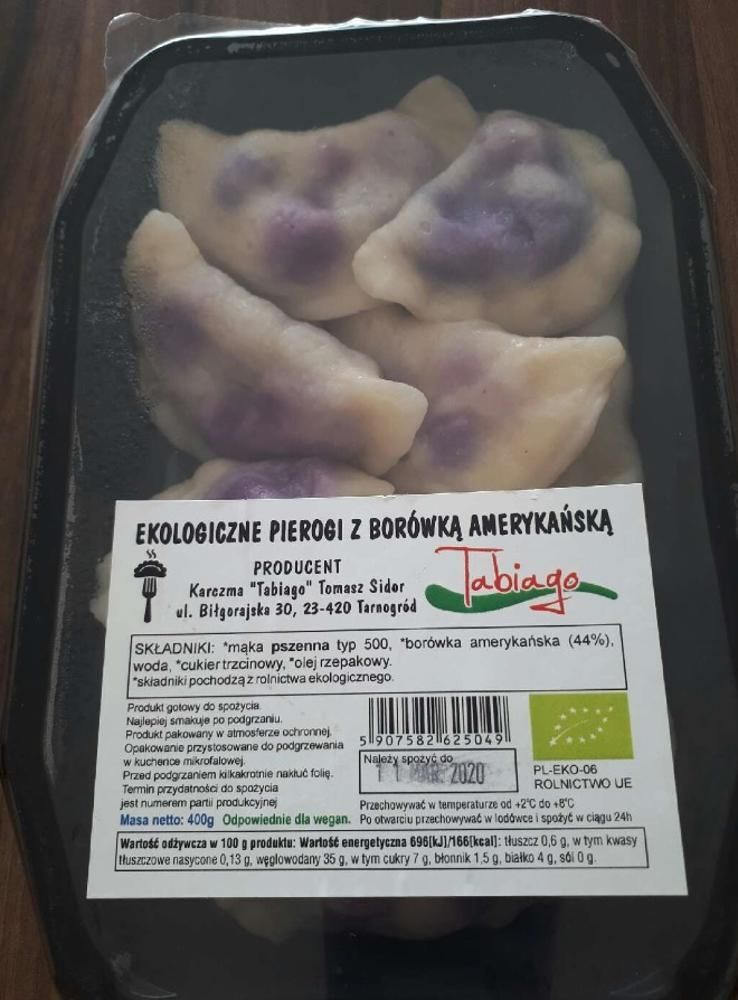 EKOLOGICZNE PIEROGI Z BORÓWKĄ AMERYKAŃSKĄ
PRODUCENT
Karczma "Tabiago" Tomasz Sidor
ul. Biłgorajska 30, 23-420 Tarnogród
Tabiago
SKŁADNIKI: *mąka pszenna typ 500, *borówka amerykańska (44%),
woda, *cukier trzcinowy, *olej rzepakowy.
*składniki pochodzą z rolnictwa ekologicznego.
Produkt gotowy do spożycia.
Najlepiej smakuje po podgrzaniu.
Produkt pakowany w atmosferze ochronnej.
Opakowanie przystosowane do podgrzewania
w kuchence mikrofalowej.
Przed podgrzaniem kilkakrotnie nakłuć folię.
Termin przydatności do spożycia
jest numerem partii produkcyjnej
Masa netto: 400g Odpowiednie dla wegan.
5 907582 625049
Należy spożyć do
11 2020
PL-EKO-06
ROLNICTWO UE
Przechowywać w temperaturze od +2°C do +8°C
Po otwarciu przechowywać w lodówce i spożyć w ciągu 24h
Wartość odżywcza w 100 g produktu: Wartość energetyczna 696[kJ]/166[kcal]: tłuszcz 0,6 g, w tym kwasy
tłuszczowe nasycone 0,13 g, węglowodany 35 g, w tym cukry 7 g, błonnik 1,5 g, białko 4 g, sól 0 g.